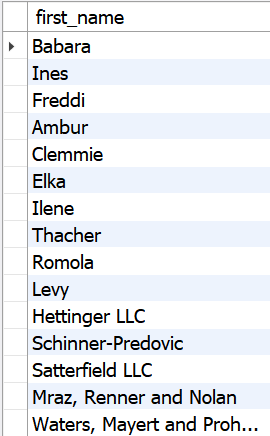 first_name
Babara
Ines
Freddi
Ambur
Clemmie
Elka
Ilene
Thacher
Romola
Levy
Hettinger LLC
Schinner-Predovic
Satterfield LLC
Mraz, Renner and Nolan
Waters, Mayert and Proh...